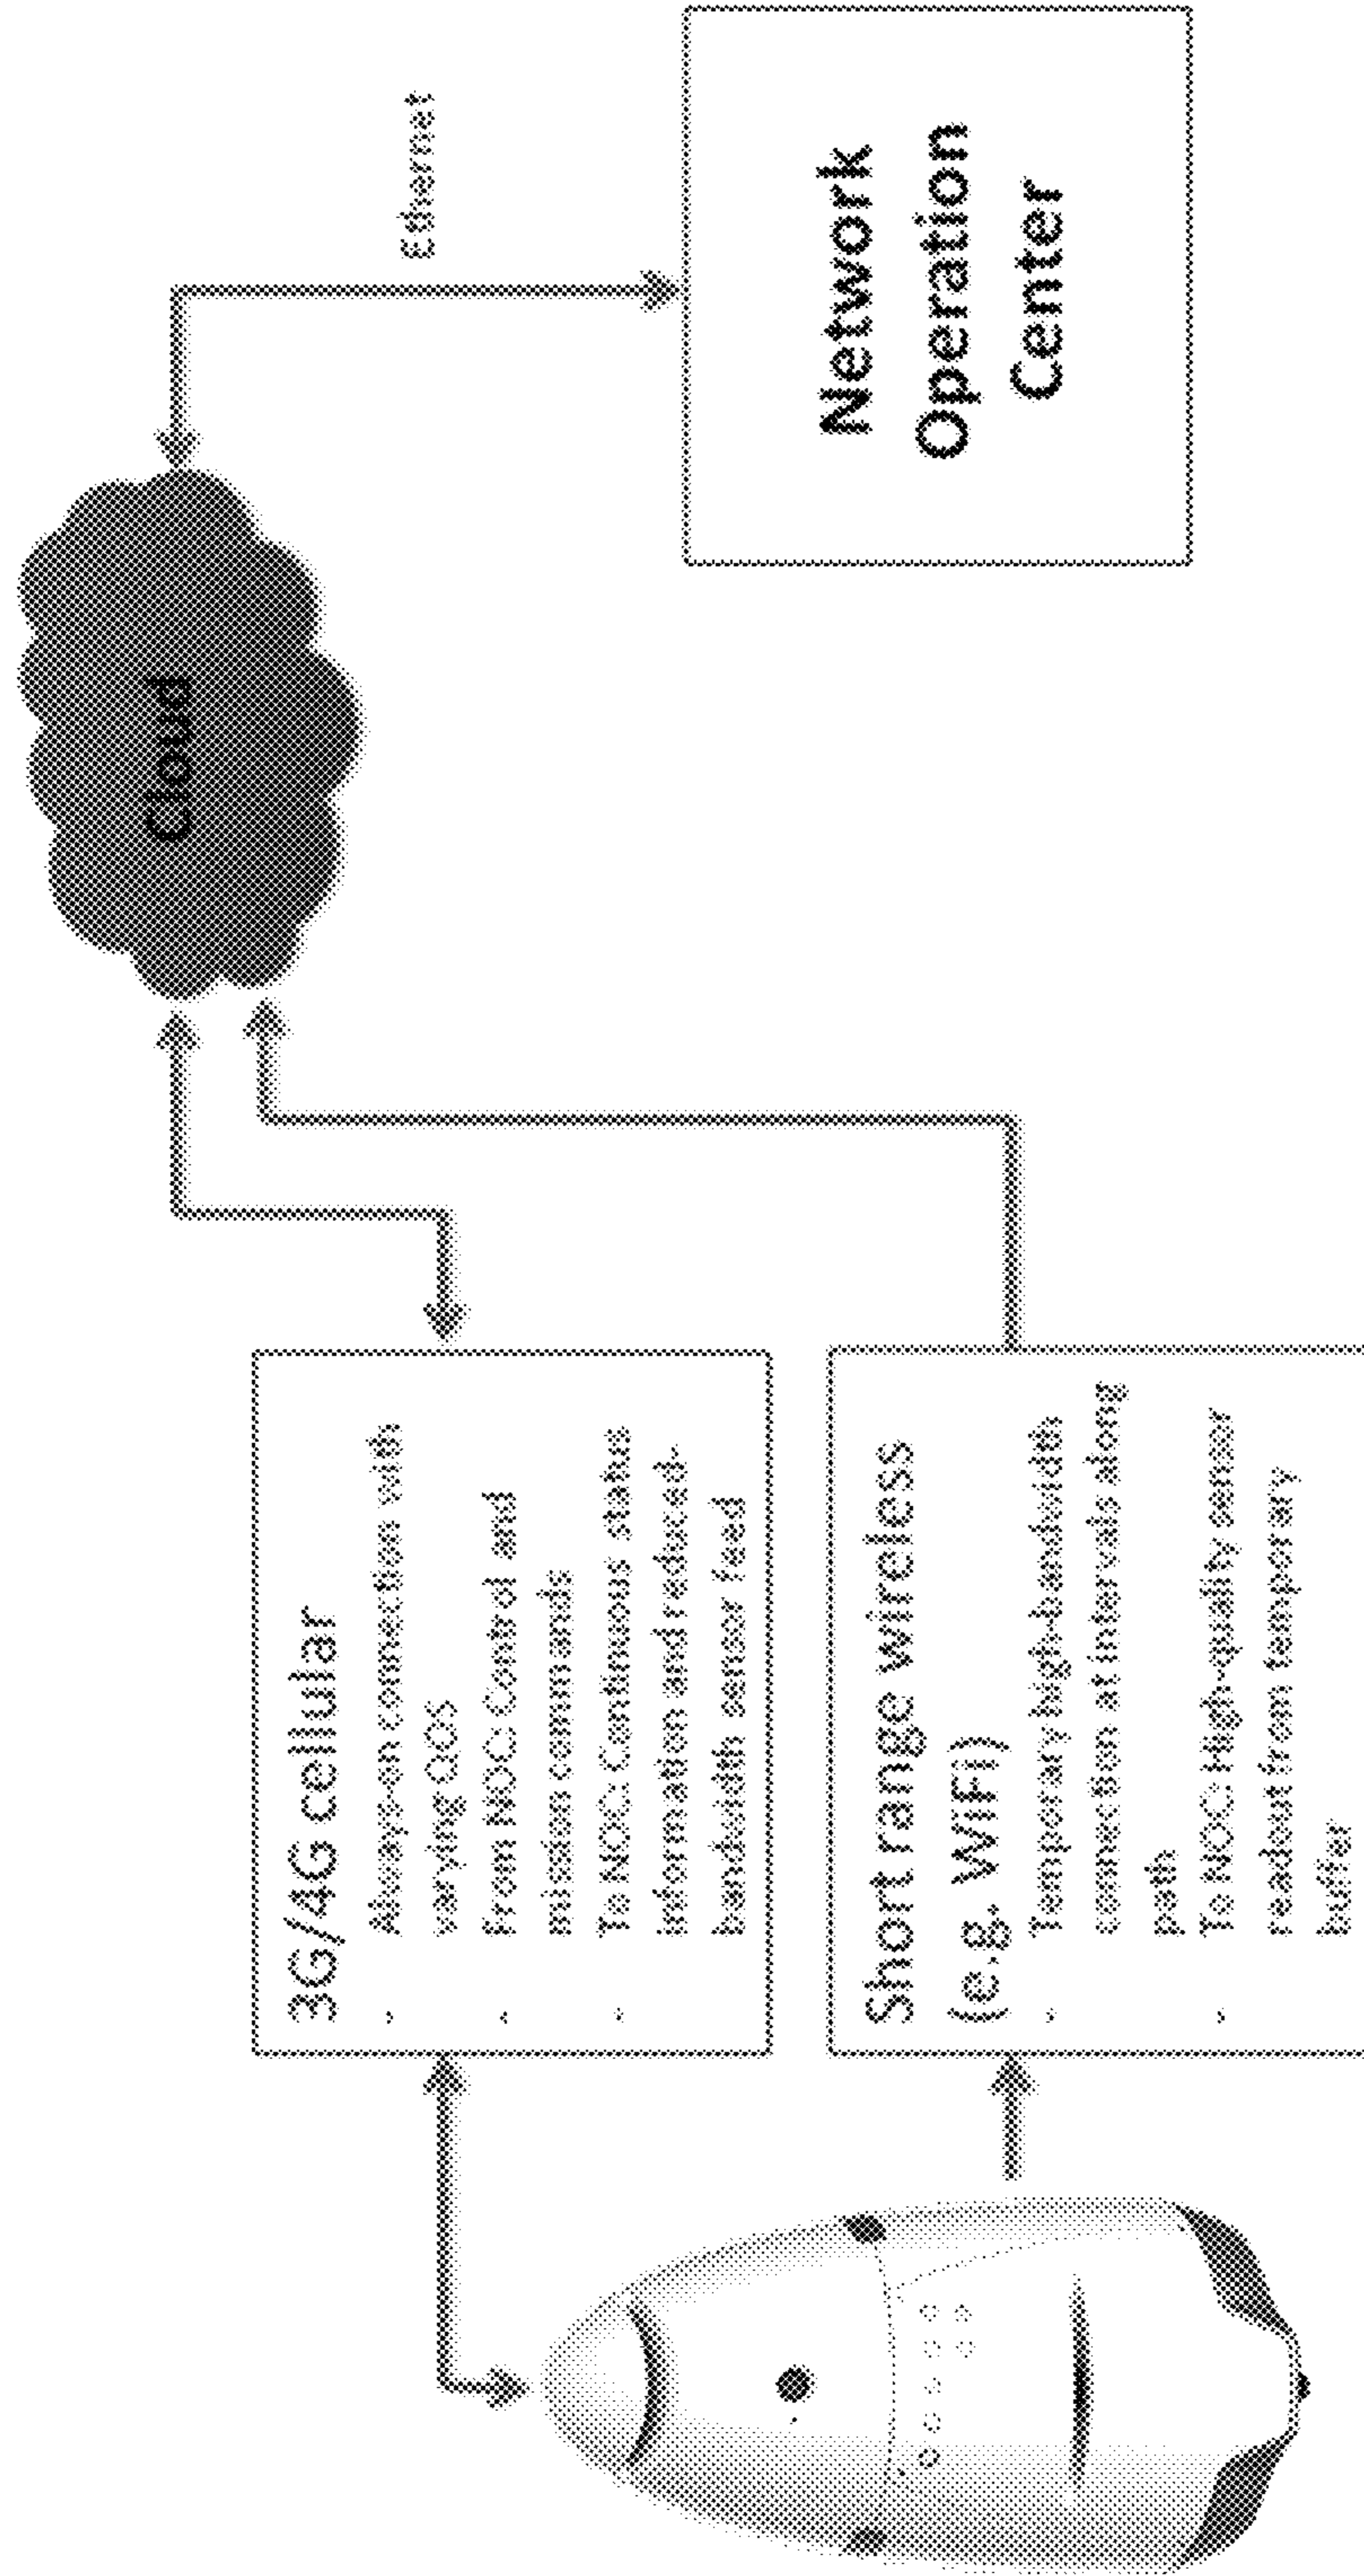 3G/4G cellular
• Always-on connection with
varying QOS
• From NOC: Control and
mission commands
• To NOC: Continuous status
information and reduced-
bandwidth sensor feed
Short range wireless
(e.g. WiFi)
• Temporary high-bandwidth
connection at intervals along
path
• To NOC: High-quality sensor
readout from temporary
buffer
Cloud
Ethernet
Network
Operation
Center